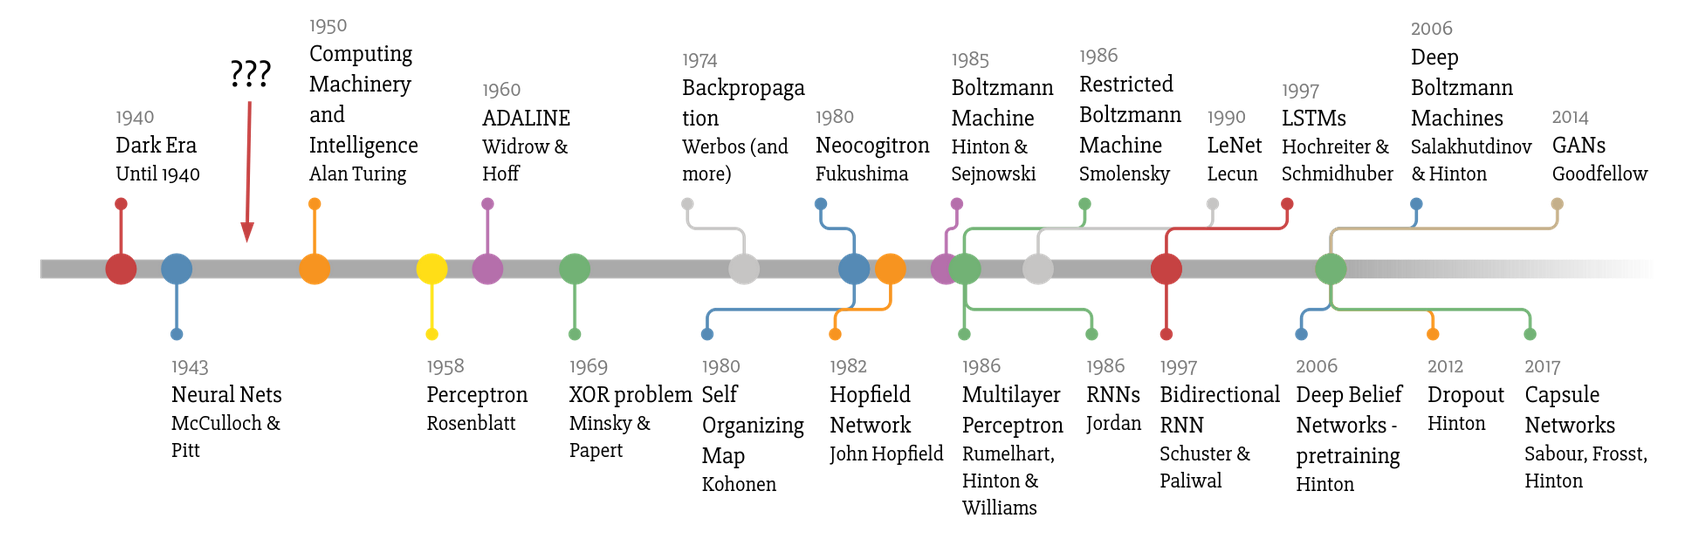 1940
Dark Era
Until 1940
???
1950
Computing
Machinery
and
Intelligence
Alan Turing
1960
ADALINE
Widrow &
Hoff
1974
Backpropaga
tion
Werbos (and
more)
1980
Neocogitron
Fukushima
1985
Boltzmann
Machine
Hinton &
Sejnowski
1986
Restricted
Boltzmann
Machine
Smolensky
1990
LeNet
Lecun
1997
LSTMs
Hochreiter &
Schmidhuber
2006
Deep
Boltzmann
Machines
Salakhutdinov
& Hinton
2014
GANs
Goodfellow
1943
Neural Nets
McCulloch &
Pitt
1958
Perceptron
Rosenblatt
1969
XOR problem
Minsky &
Papert
1980
Self
Organizing
Map
Kohonen
1982
Hopfield
Network
John Hopfield
1986
Multilayer
Perceptron
Rumelhart,
Hinton &
Williams
1986
RNNs
Jordan
1997
Bidirectional
RNN
Schuster &
Paliwal
2006
Deep Belief
Networks -
pretraining
Hinton
2012
Dropout
Hinton
2017
Capsule
Networks
Sabour, Frosst,
Hinton